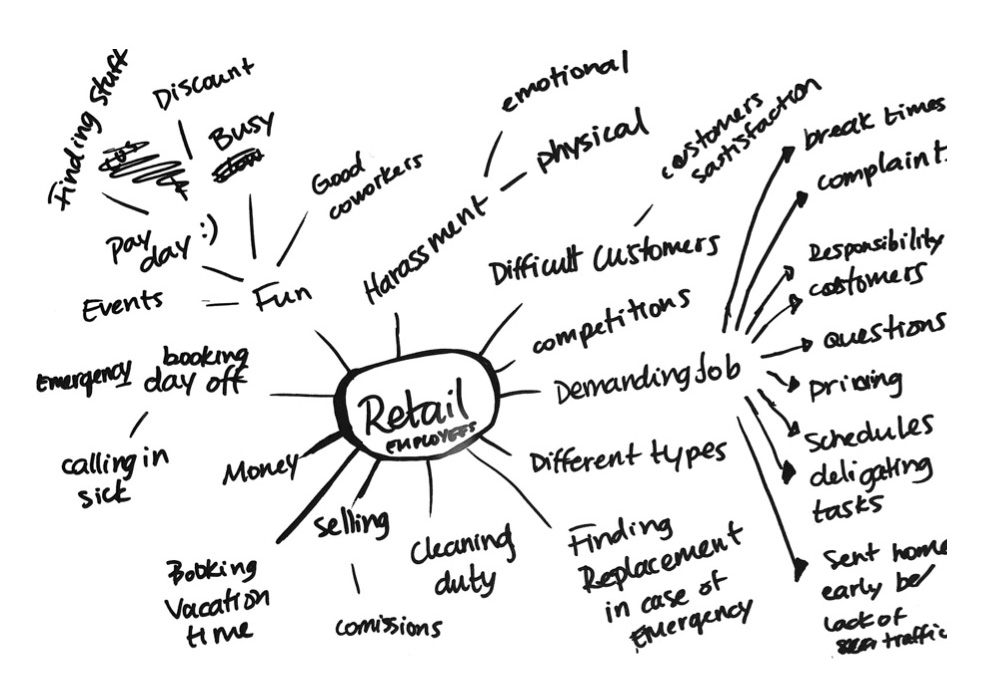 Finding stuff
Discount
Busy
Good
coworkers
Pay
day :)
Events
Fun
Harassment
emotional
physical
customers
sastisfaction
Difficult Customers
competitions
Demanding Job
break times
complaint
Responsibility
customers
questions
pricing
Schedules
deligating
tasks
Sent home
early bc/
lack of
traffic
Different types
Finding
Replacement
in case of
Emergency
Cleaning
duty
selling
comissions
Booking
Vacation
time
Money
booking
day off
Emergency
calling in
sick
Retail
EMPLOYEES